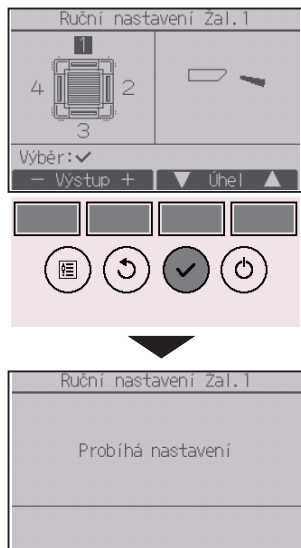 Ruční nastavení Žal.1
1
4
2
3
Výběr:✓
− Výstup + ▼ Úhel ▲
Ruční nastavení Žal.1
Probíhá nastavení